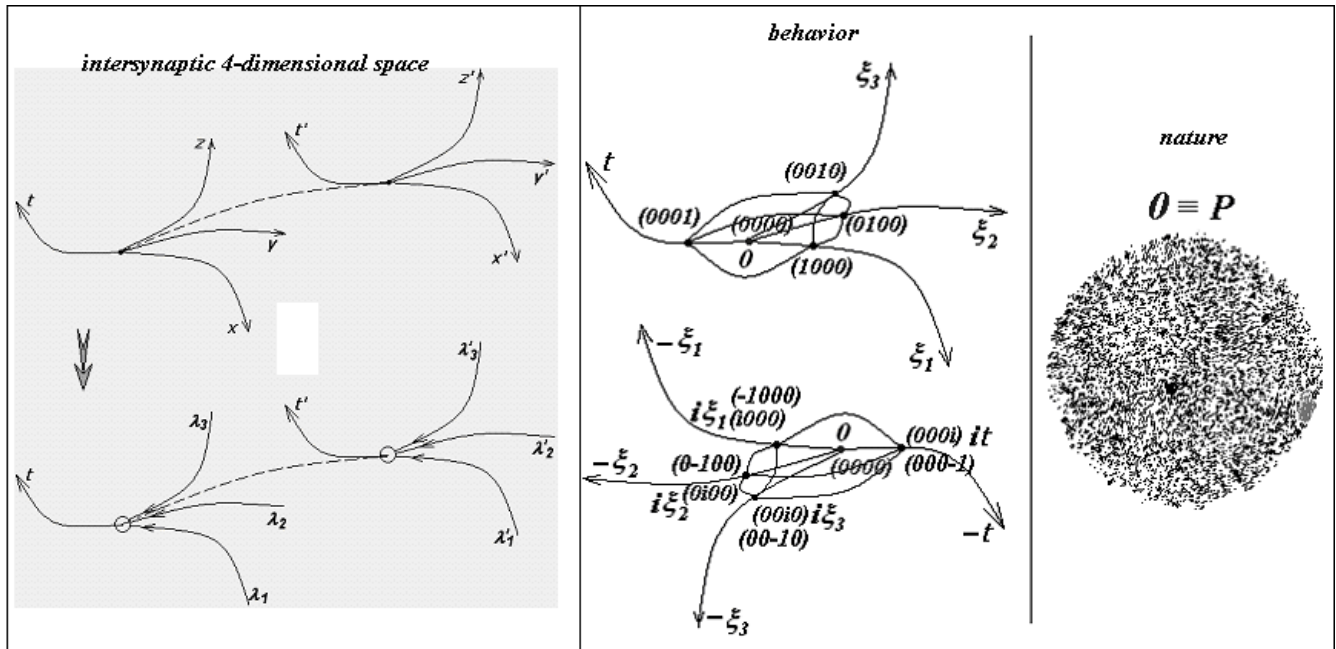 intersynaptic 4-dimensional space
z'
t'
z
y'
t
y
x'
x
λ'₃
t'
λ₃
λ'₂
t
λ₂
λ'₁
λ₁
behavior
ξ₃
t
(0010)
(0001) (0000) (0100)
ξ₂
0
(1000)
ξ₁
-ξ₁
(-1000)
iξ₁(i000) 0 (000i) it
-ξ₂ (0-100) (0000) (000-1)
iξ₂(0i00)
(00i0) iξ₃
(00-10) -t
-ξ₃
nature
0 ≡ P